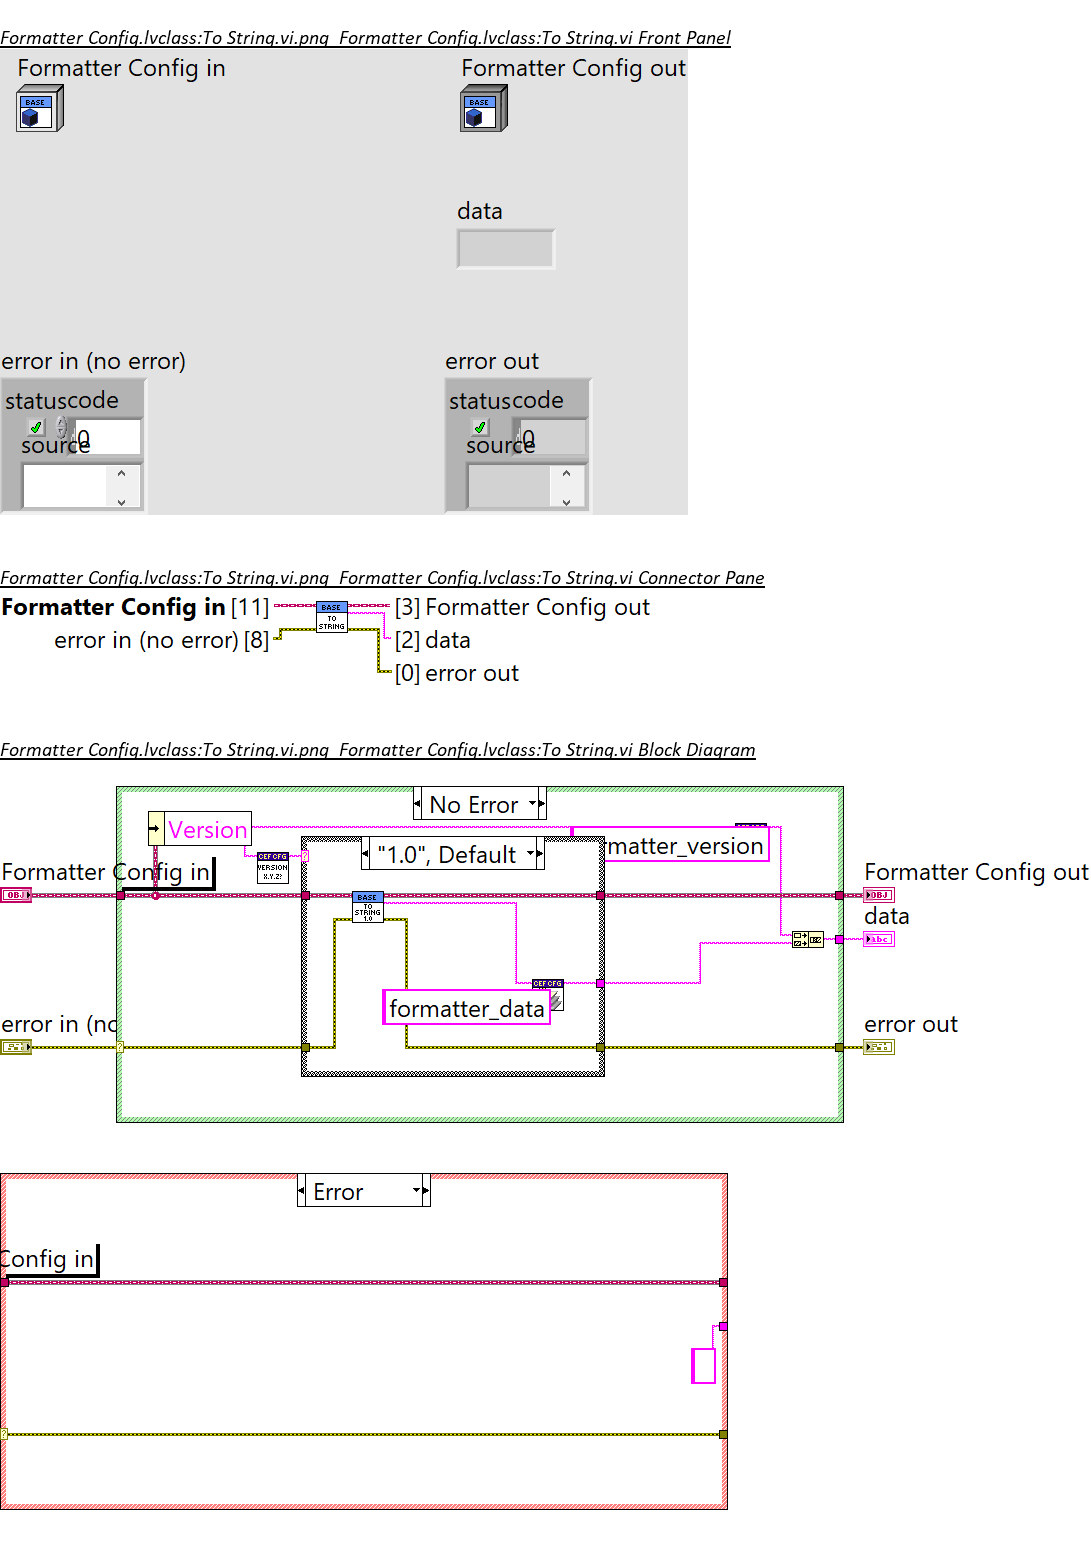 Formatter Config.lvclass:To String.vi.png Formatter Config.lvclass:To String.vi Front Panel
Formatter Config in
Formatter Config out
BASE
BASE
data
error in (no error)
error out
status code
status code
0
0
source
source
Formatter Config.lvclass:To String.vi.png Formatter Config.lvclass:To String.vi Connector Pane
Formatter Config in [11]
BASE
TO
STRING
[3] Formatter Config out
error in (no error) [8]
[2] data
[0] error out
Formatter Config.lvclass:To String.vi.png Formatter Config.lvclass:To String.vi Block Diagram
No Error
Version
rmatter_version
"1.0", Default
CEF CFG
VERSION
X.Y.Z?
?
Formatter Config in
Formatter Config out
OBJ
BASE
TO
STRING
1.0
OBJ
data
abc
CEF CFG
formatter_data
error in (nc
error out
?
Error
Config in
?